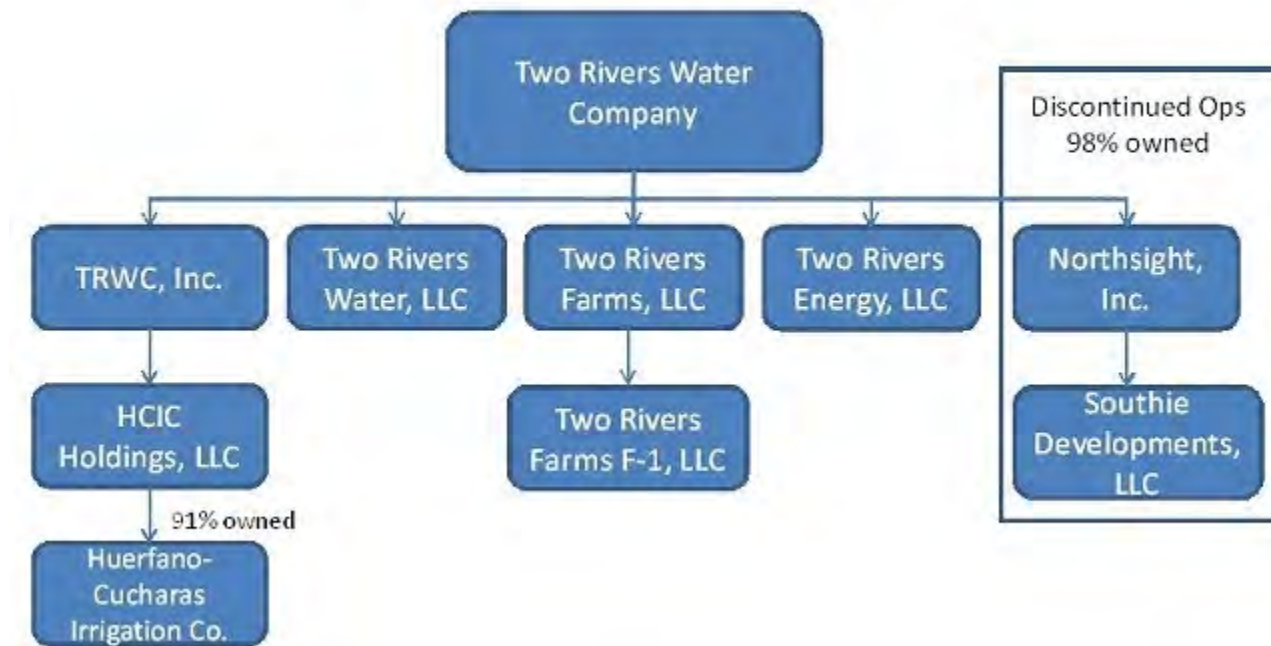 Two Rivers Water
Company
Discontinued Ops
98% owned
TRWC, Inc.
Two Rivers
Water, LLC
Two Rivers
Farms, LLC
Two Rivers
Energy, LLC
Northsight,
Inc.
HCIC
Holdings, LLC
Two Rivers
Farms F-1, LLC
Southie
Developments,
LLC
91% owned
Huerfano-
Cucharas
Irrigation Co.